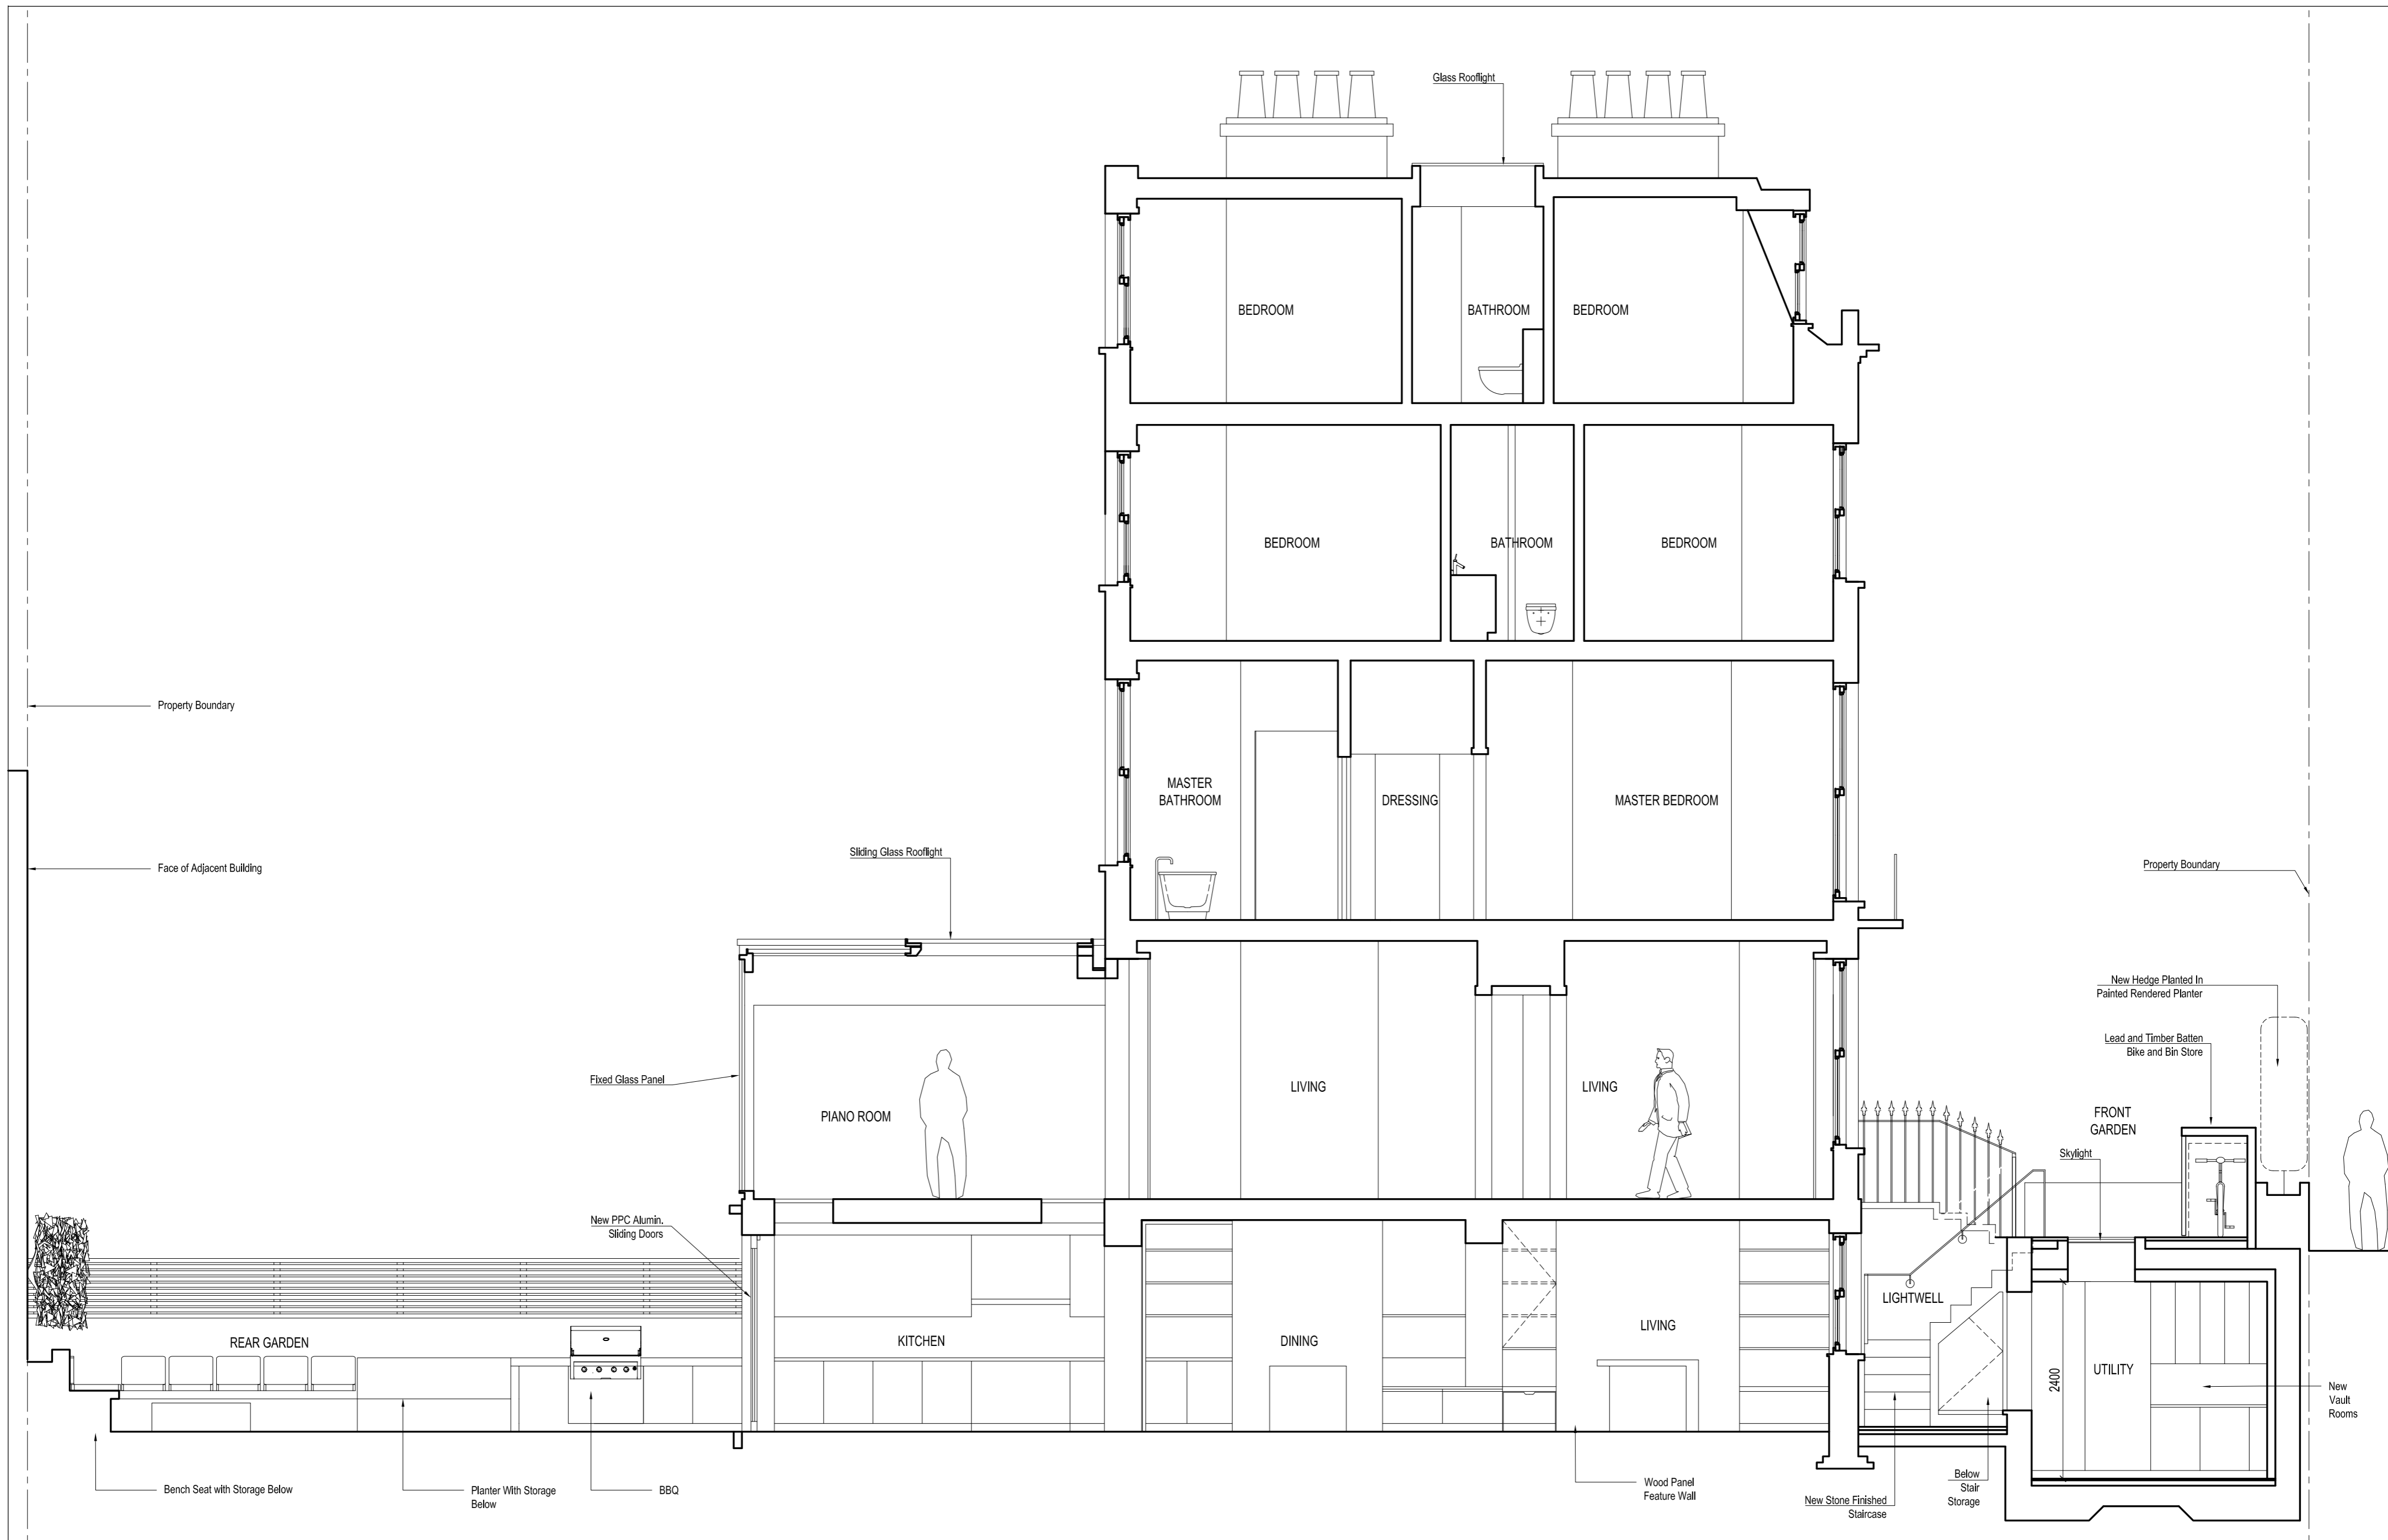 Glass Rooflight
BEDROOM
BATHROOM
BEDROOM
BEDROOM
BATHROOM
BEDROOM
Property Boundary
MASTER
BATHROOM
DRESSING
MASTER BEDROOM
Sliding Glass Rooflight
Face of Adjacent Building
Property Boundary
New Hedge Planted In
Painted Rendered Planter
Lead and Timber Batten
Bike and Bin Store
Fixed Glass Panel
PIANO ROOM
LIVING
LIVING
FRONT
GARDEN
Skylight
New PPC Alumin.
Sliding Doors
REAR GARDEN
KITCHEN
DINING
LIVING
LIGHTWELL
UTILITY
2400
New
Vault
Rooms
Bench Seat with Storage Below
Planter With Storage
Below
BBQ
Wood Panel
Feature Wall
New Stone Finished
Staircase
Below
Stair
Storage